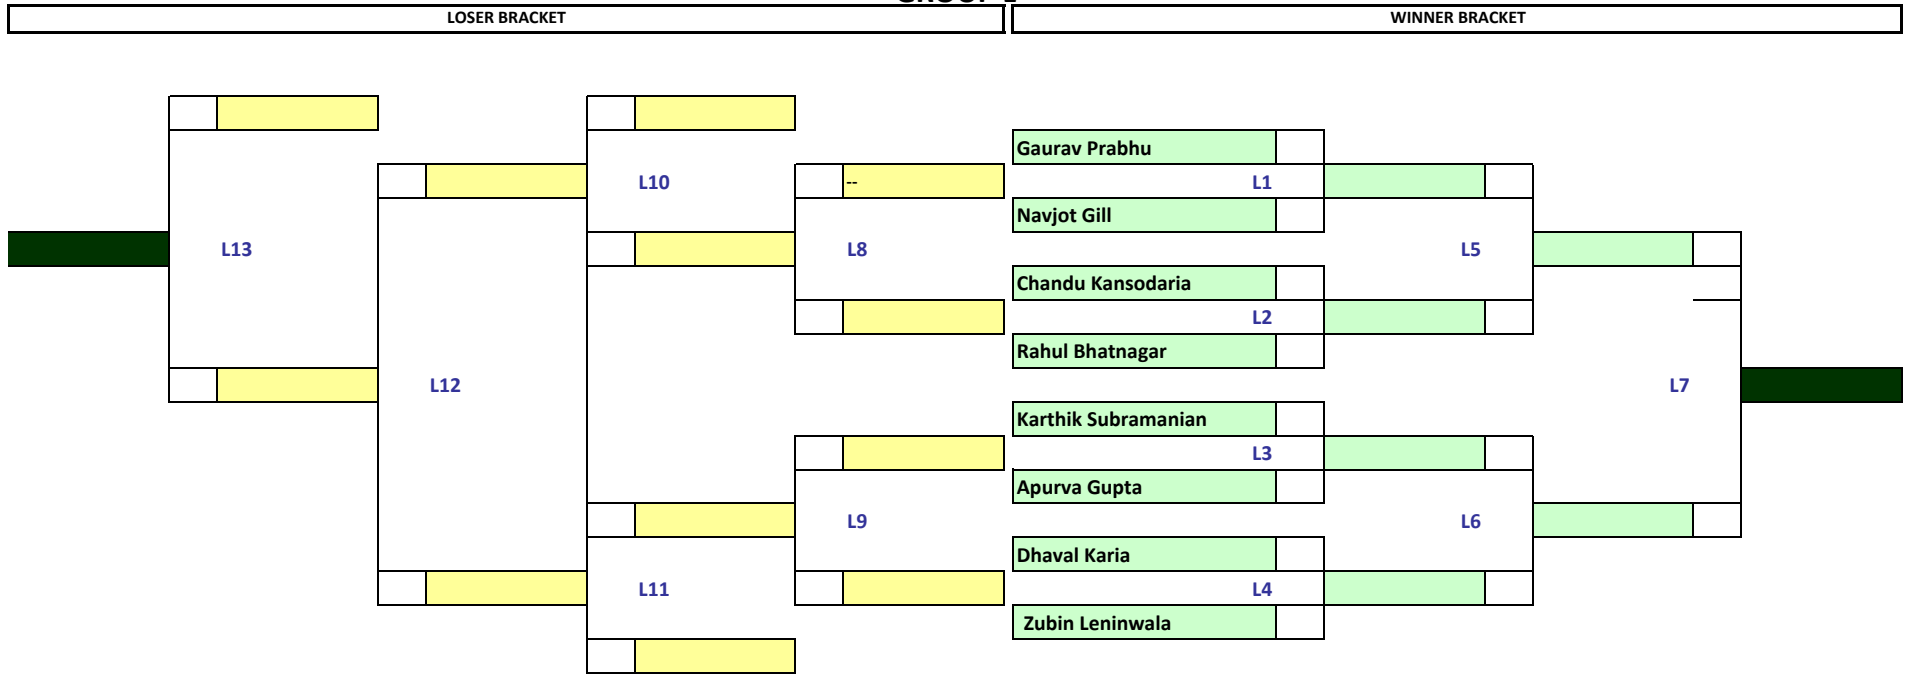 LOSER BRACKET
WINNER BRACKET
Gaurav Prabhu
L10
--
L1
Navjot Gill
L13
L8
L5
Chandu Kansodaria
L2
Rahul Bhatnagar
L12
L7
Karthik Subramanian
L3
Apurva Gupta
L9
L6
Dhaval Karia
L11
L4
Zubin Leninwala